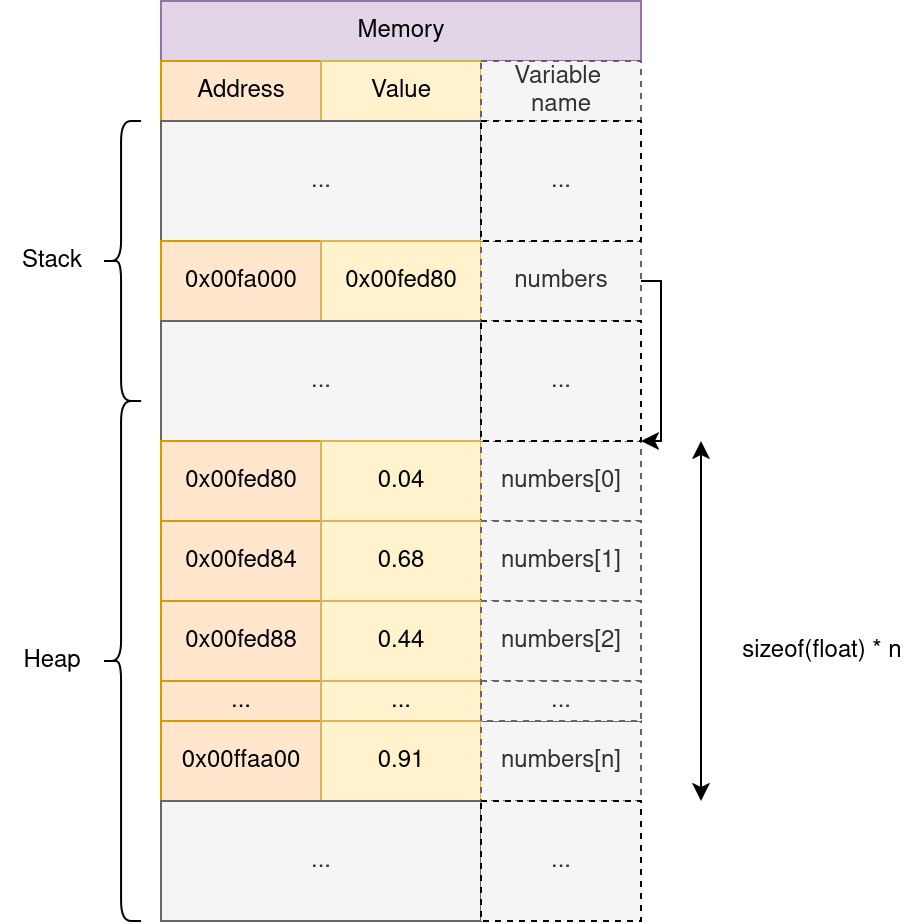 Memory
Address
Value
Variable
name
...
...
Stack
0x00fa000
0x00fed80
numbers
...
...
0x00fed80
0.04
numbers[0]
0x00fed84
0.68
numbers[1]
0x00fed88
0.44
numbers[2]
sizeof(float) * n
Heap
...
...
...
0x00ffaa00
0.91
numbers[n]
...
...